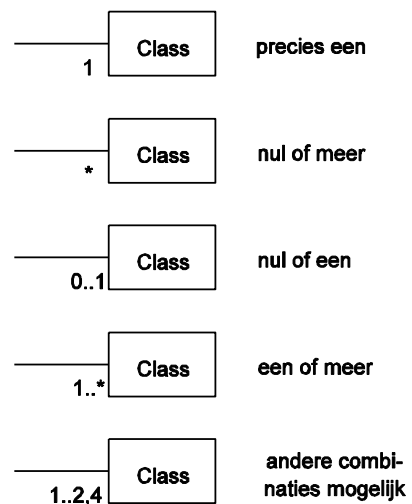 Class
precies een
1
Class
nul of meer
*
Class
nul of een
0..1
Class
een of meer
1..*
Class
andere combi-
naties mogelijk
1..2,4